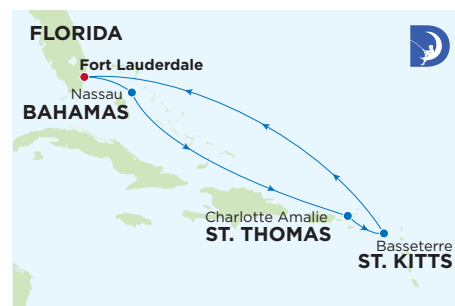 FLORIDA
Fort Lauderdale
Nassau
BAHAMAS
Charlotte Amalie
ST. THOMAS
Basseterre
ST. KITTS